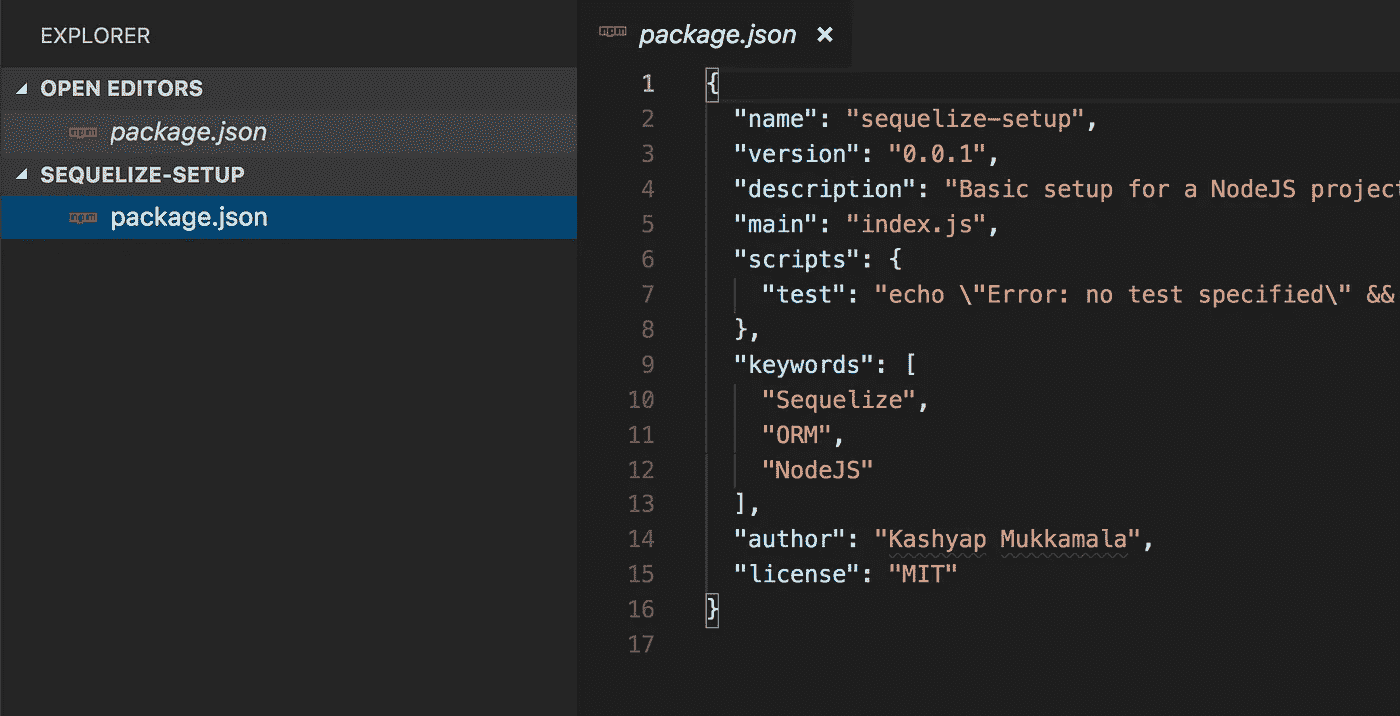 EXPLORER
OPEN EDITORS
npm package.json
SEQUELIZE-SETUP
npm package.json
npm package.json ×
1 {
2 "name": "sequelize-setup",
3 "version": "0.0.1",
4 "description": "Basic setup for a NodeJS project
5 "main": "index.js",
6 "scripts": {
7 "test": "echo \"Error: no test specified\" &&
8 },
9 "keywords": [
10 "Sequelize",
11 "ORM",
12 "NodeJS"
13 ],
14 "author": "Kashyap Mukkamala",
15 "license": "MIT"
16 }
17